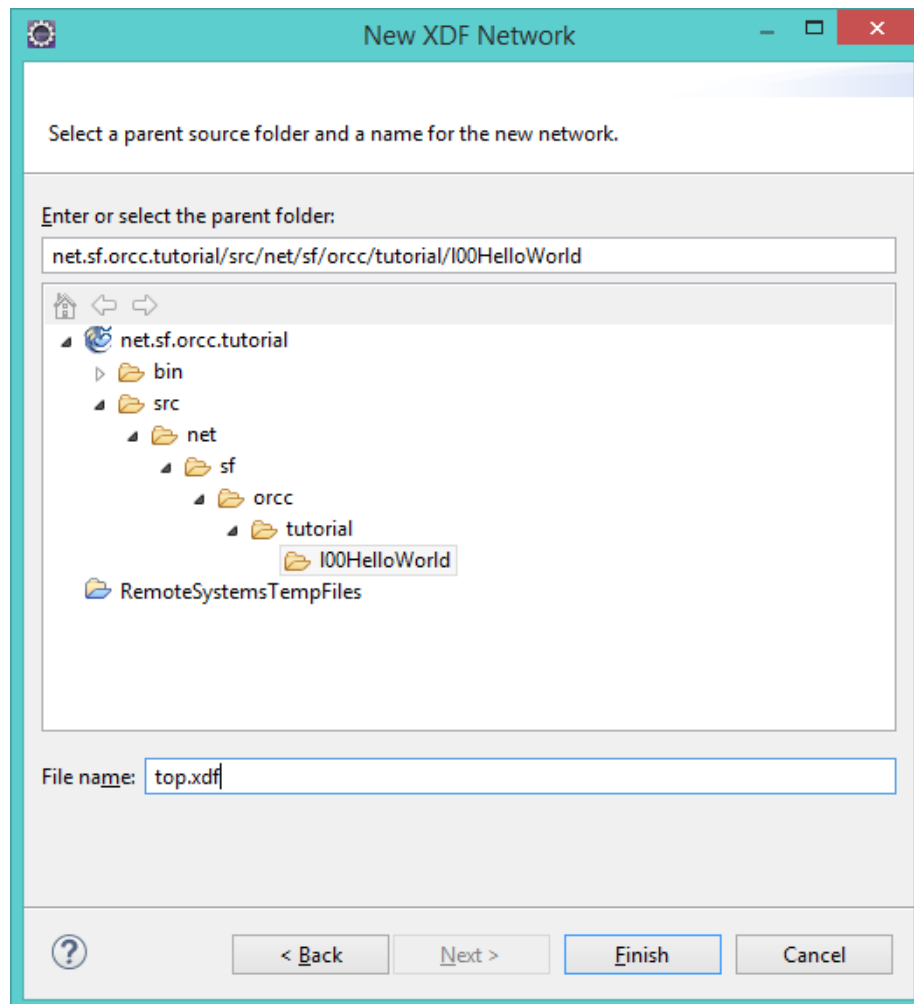 New XDF Network
Select a parent source folder and a name for the new network.
Enter or select the parent folder:
net.sf.orcc.tutorial/src/net/sf/orcc/tutorial/I00HelloWorld
net.sf.orcc.tutorial
bin
src
net
sf
orcc
tutorial
I00HelloWorld
RemoteSystemsTempFiles
File name: top.xdf
? < Back Next > Finish Cancel